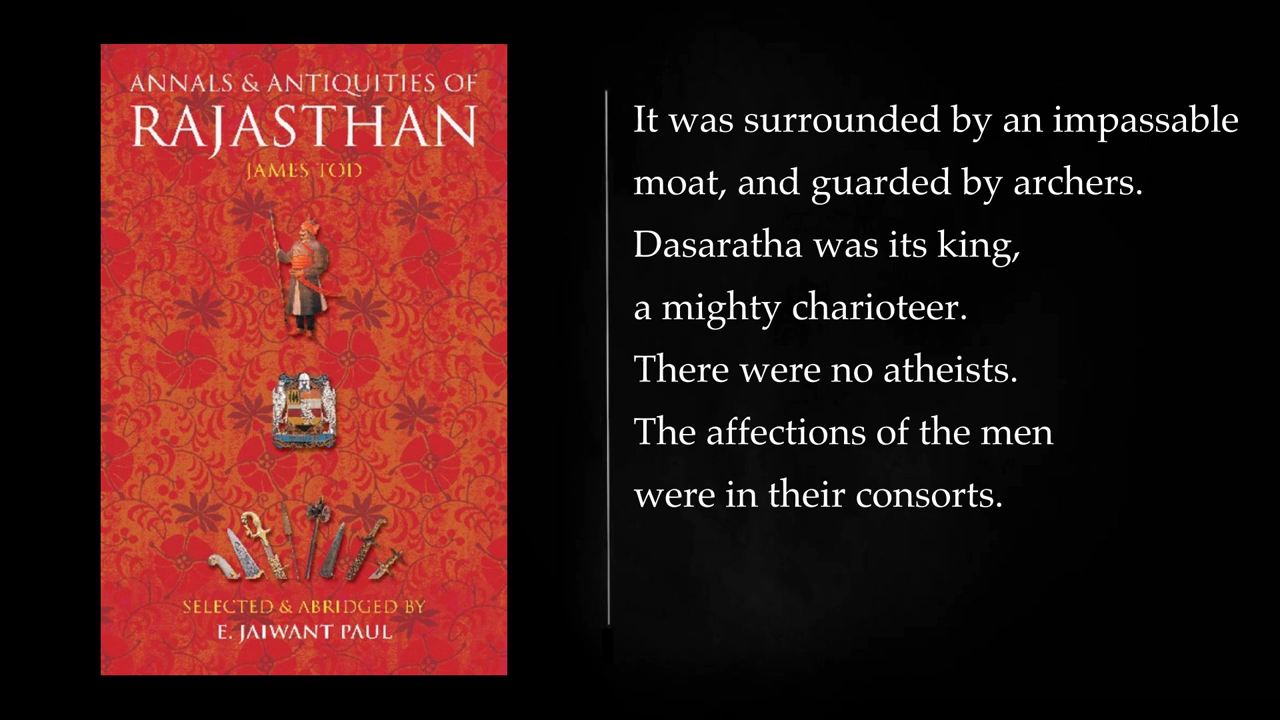 ANNALS & ANTIQUITIES OF
RAJASTHAN
JAMES TOD
SELECTED & ABRIDGED BY
E. JAIWANT PAUL
It was surrounded by an impassable
moat, and guarded by archers.
Dasaratha was its king,
a mighty charioteer.
There were no atheists.
The affections of the men
were in their consorts.